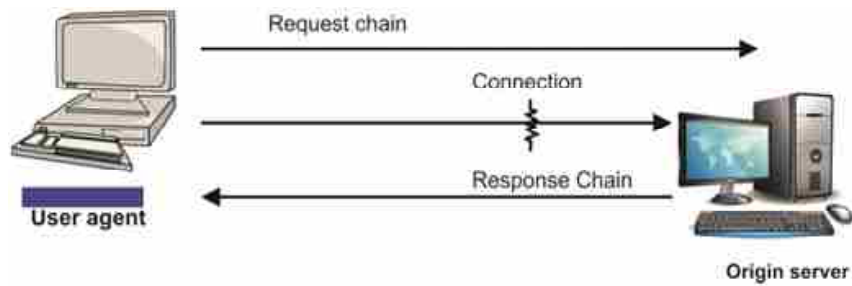 Request chain
Connection
Response Chain
User agent
Origin server